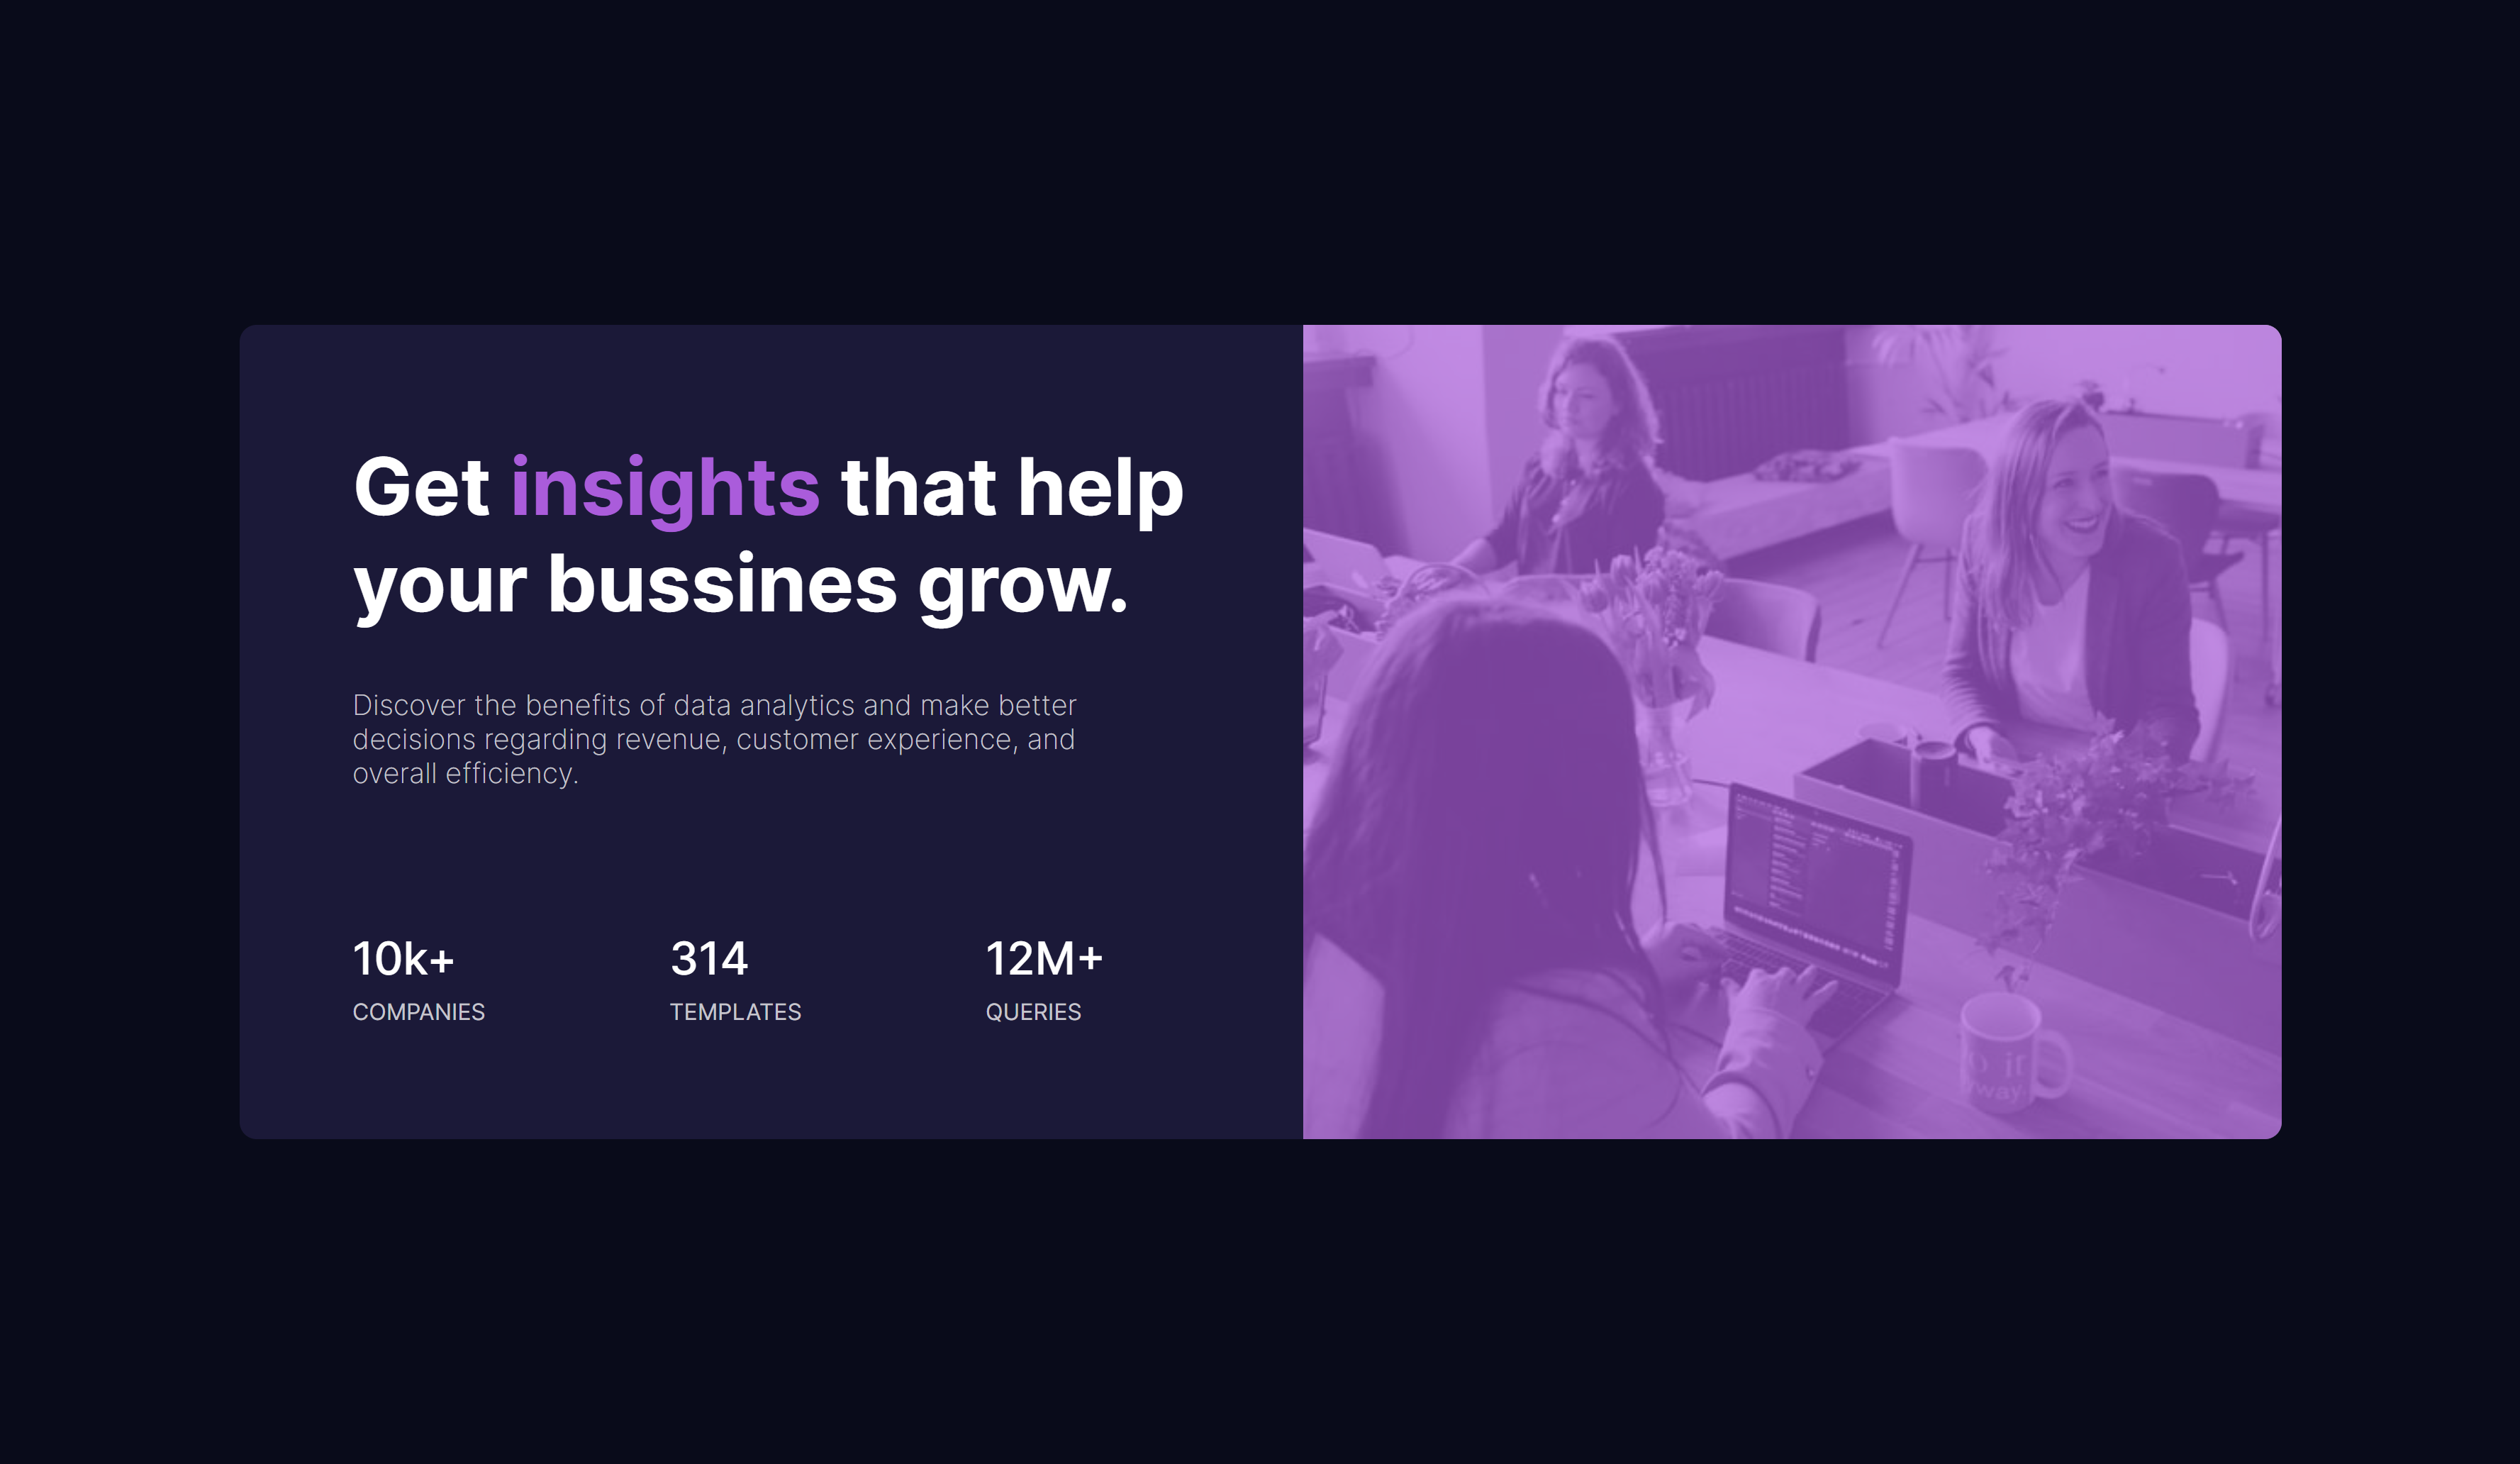 Get insights that help
your bussines grow.
Discover the benefits of data analytics and make better
decisions regarding revenue, customer experience, and
overall efficiency.
10k+
COMPANIES
314
TEMPLATES
12M+
QUERIES
it